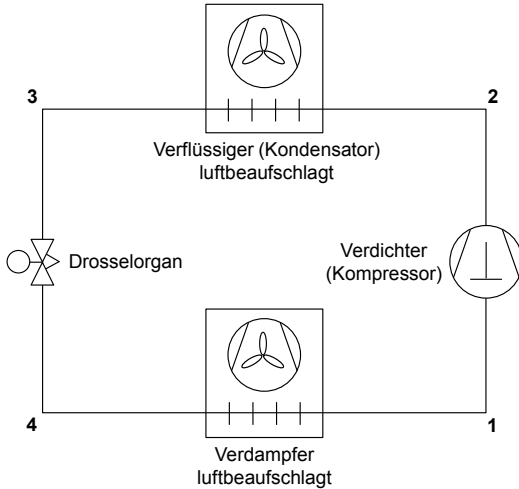 3
2
Verflüssiger (Kondensator)
luftbeaufschlagt
Drosselorgan
Verdichter
(Kompressor)
4
1
Verdampfer
luftbeaufschlagt